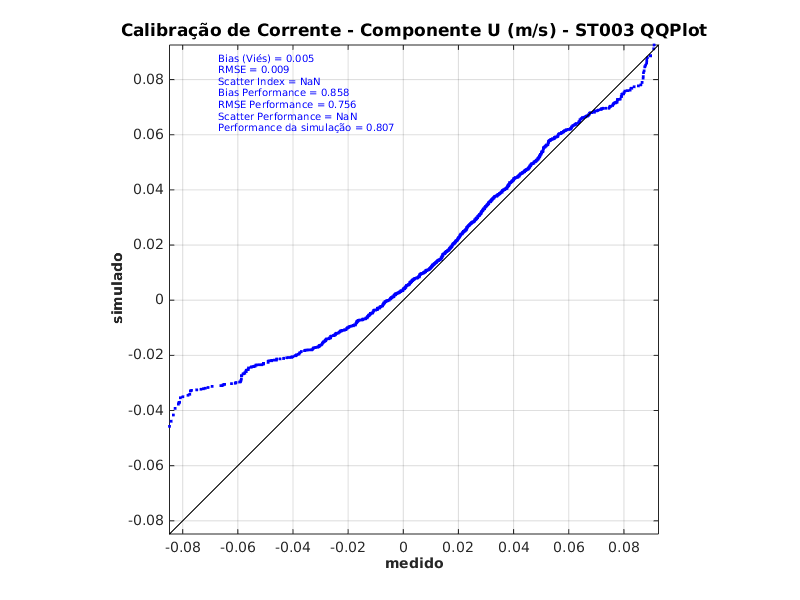 Calibração de Corrente - Componente U (m/s) - ST003 QQPlot
Bias (Viés) = 0.005
RMSE = 0.009
Scatter Index = NaN
Bias Performance = 0.858
RMSE Performance = 0.756
Scatter Performance = NaN
Performance da simulação = 0.807
0.08
0.06
0.04
0.02
0
-0.02
-0.04
-0.06
-0.08
simulado
-0.08 -0.06 -0.04 -0.02 0 0.02 0.04 0.06 0.08
medido